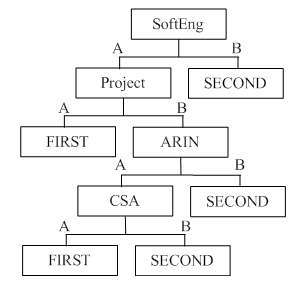 SoftEng
A B
Project SECOND
A B
FIRST ARIN
A B
CSA SECOND
A B
FIRST SECOND